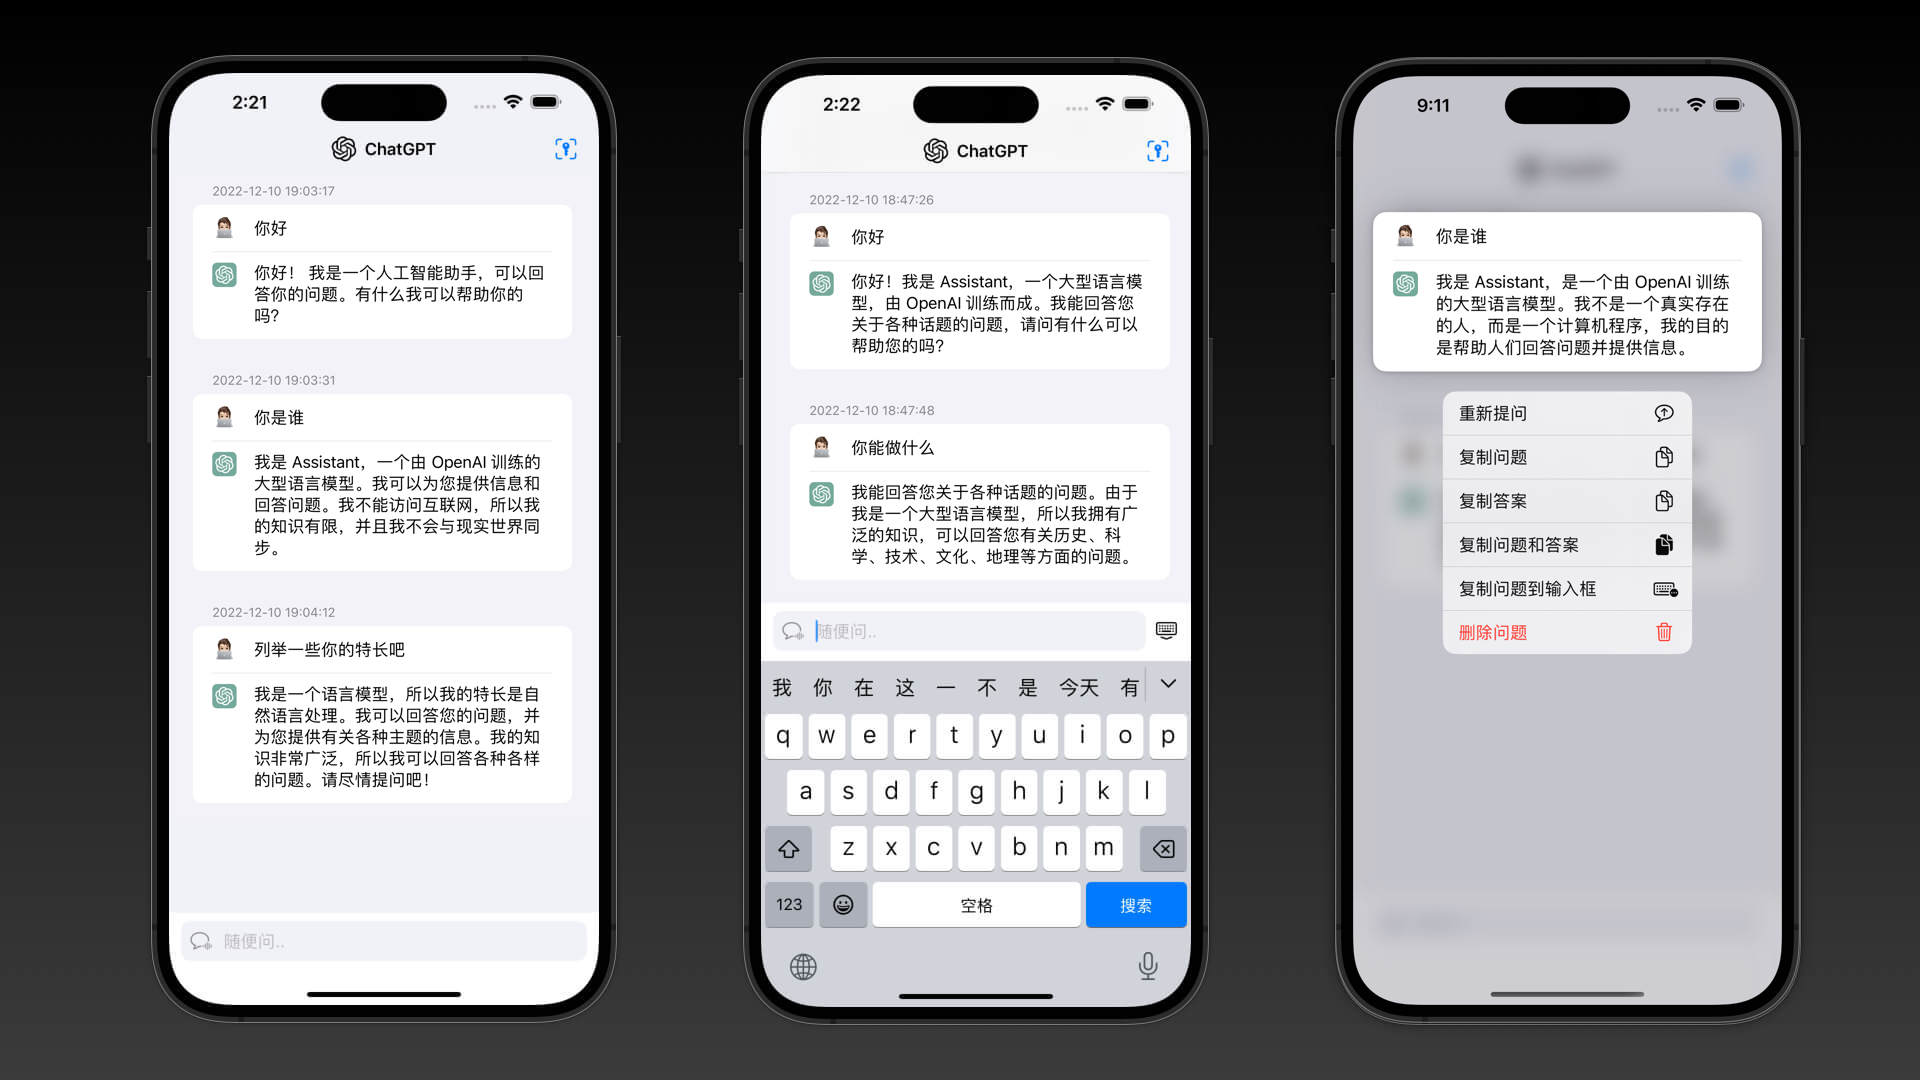 2:21
ChatGPT
2022-12-10 19:03:17
你好
你好！ 我是一个人工智能助手，可以回
答你的问题。有什么我可以帮助你的
吗？
2022-12-10 19:03:31
你是谁
我是 Assistant，一个由 OpenAI 训练的
大型语言模型。我可以为您提供信息和
回答问题。我不能访问互联网，所以我
的知识有限，并且我不会与现实世界同
步。
2022-12-10 19:04:12
列举一些你的特长吧
我是一个语言模型，所以我的特长是自
然语言处理。我可以回答您的问题，并
为您提供有关各种主题的信息。我的知
识非常广泛，所以我可以回答各种各样
的问题。请尽情提问吧！
随便问..
2:22
ChatGPT
2022-12-10 18:47:26
你好
你好！我是 Assistant，一个大型语言模
型，由 OpenAI 训练而成。我能回答您
关于各种话题的问题，请问有什么可以
帮助您的吗？
2022-12-10 18:47:48
你能做什么
我能回答您关于各种话题的问题。由于
我是一个大型语言模型，所以我拥有广
泛的知识，可以回答您有关历史、科
学、技术、文化、地理等方面的问题。
随便问..
我 你 在 这 一 不 是 今天 有
q w e r t y u i o p
a s d f g h j k l
z x c v b n m
123 空格 搜索
9:11
你是谁
我是 Assistant，是一个由 OpenAI 训练
的大型语言模型。我不是一个真实存在
的人，而是一个计算机程序，我的目的
是帮助人们回答问题并提供信息。
重新提问
复制问题
复制答案
复制问题和答案
复制问题到输入框
删除问题